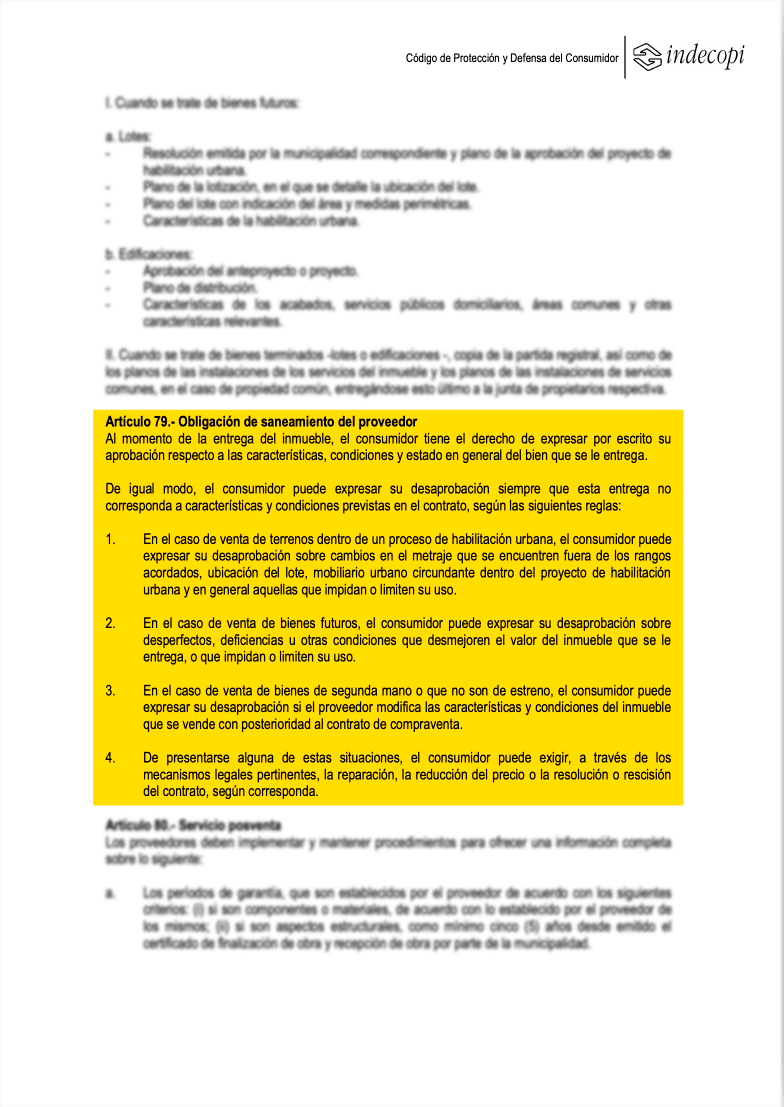 Código de Protección y Defensa del Consumidor
indecopi
I. Cuando se trate de bienes futuros:
a. Lotes:
- Resolución emitida por la municipalidad correspondiente y plano de la aprobación del proyecto de
habilitación urbana.
- Plano de la lotización, en el que se detalle la ubicación del lote.
- Plano del lote con indicación del área y medidas perimétricas.
- Características de la habilitación urbana.
b. Edificaciones:
- Aprobación del anteproyecto o proyecto.
- Plano de distribución.
- Características de los acabados, servicios públicos domiciliarios, áreas comunes y otras
características relevantes.
II. Cuando se trate de bienes terminados -lotes o edificaciones -, copia de la partida registral, así como de
los planos de las instalaciones de los servicios del inmueble y los planos de las instalaciones de servicios
comunes, en el caso de propiedad común, entregándose esto último a la junta de propietarios respectiva.
Artículo 79.- Obligación de saneamiento del proveedor
Al momento de la entrega del inmueble, el consumidor tiene el derecho de expresar por escrito su
aprobación respecto a las características, condiciones y estado en general del bien que se le entrega.
De igual modo, el consumidor puede expresar su desaprobación siempre que esta entrega no
corresponda a características y condiciones previstas en el contrato, según las siguientes reglas:
1. En el caso de venta de terrenos dentro de un proceso de habilitación urbana, el consumidor puede
expresar su desaprobación sobre cambios en el metraje que se encuentren fuera de los rangos
acordados, ubicación del lote, mobiliario urbano circundante dentro del proyecto de habilitación
urbana y en general aquellas que impidan o limiten su uso.
2. En el caso de venta de bienes futuros, el consumidor puede expresar su desaprobación sobre
desperfectos, deficiencias u otras condiciones que desmejoren el valor del inmueble que se le
entrega, o que impidan o limiten su uso.
3. En el caso de venta de bienes de segunda mano o que no son de estreno, el consumidor puede
expresar su desaprobación si el proveedor modifica las características y condiciones del inmueble
que se vende con posterioridad al contrato de compraventa.
4. De presentarse alguna de estas situaciones, el consumidor puede exigir, a través de los
mecanismos legales pertinentes, la reparación, la reducción del precio o la resolución o rescisión
del contrato, según corresponda.
Artículo 80.- Servicio posventa
Los proveedores deben implementar y mantener procedimientos para ofrecer una información completa
sobre lo siguiente:
a. Los períodos de garantía, que son establecidos por el proveedor de acuerdo con los siguientes
criterios: (i) si son componentes o materiales, de acuerdo con lo establecido por el proveedor de
los mismos; (ii) si son aspectos estructurales, como mínimo cinco (5) años desde emitido el
certificado de finalización de obra y recepción de obra por parte de la municipalidad.